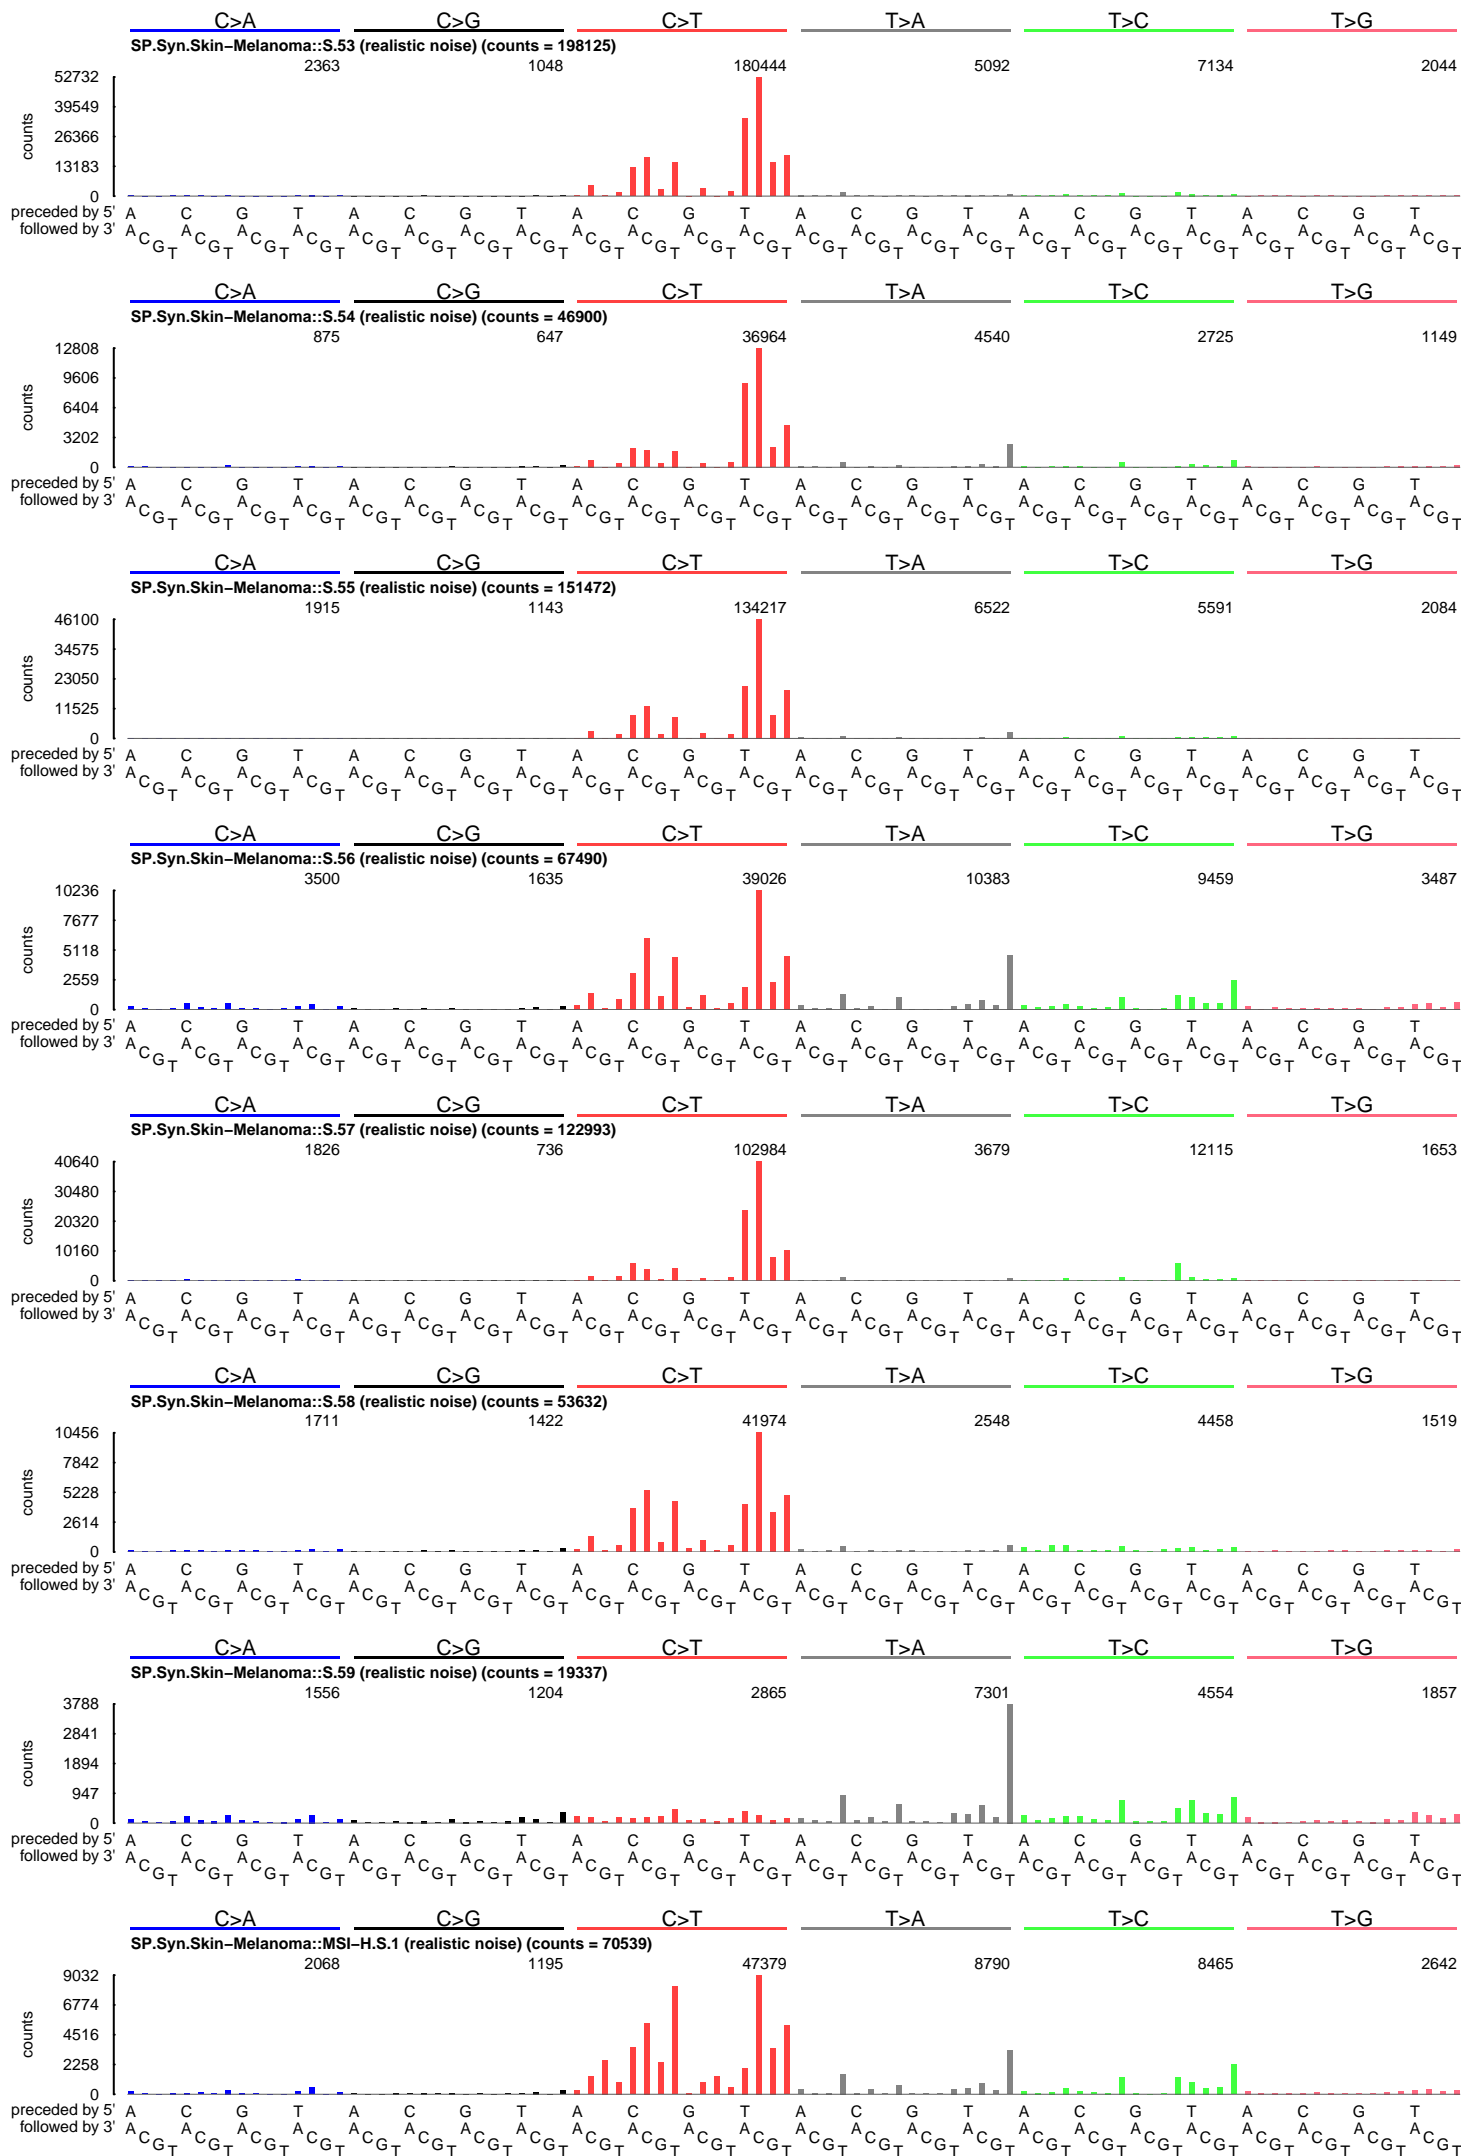 C>A C>G C>T T>A T>C T>G
SP.Syn.Skin−Melanoma::S.53 (realistic noise) (counts = 198125)
2363 1048 180444 5092 7134 2044
52732
39549
26366
13183
0
counts
preceded by 5' A C G T A C G T A C G T A C G T A C G T A C G T
followed by 3' A C G T A C G T A C G T A C G T A C G T A C G T A C G T A C G T A C G T A C G T A C G T A C G T A C G T A C G T A C G T A C G T A C G T A C G T A C G T A C G T A C G T A C G T A C G T A C G T
C>A C>G C>T T>A T>C T>G
SP.Syn.Skin−Melanoma::S.54 (realistic noise) (counts = 46900)
875 647 36964 4540 2725 1149
12808
9606
6404
3202
0
counts
preceded by 5' A C G T A C G T A C G T A C G T A C G T A C G T
followed by 3' A C G T A C G T A C G T A C G T A C G T A C G T A C G T A C G T A C G T A C G T A C G T A C G T A C G T A C G T A C G T A C G T A C G T A C G T A C G T A C G T A C G T A C G T A C G T A C G T
C>A C>G C>T T>A T>C T>G
SP.Syn.Skin−Melanoma::S.55 (realistic noise) (counts = 151472)
1915 1143 134217 6522 5591 2084
46100
34575
23050
11525
0
counts
preceded by 5' A C G T A C G T A C G T A C G T A C G T A C G T
followed by 3' A C G T A C G T A C G T A C G T A C G T A C G T A C G T A C G T A C G T A C G T A C G T A C G T A C G T A C G T A C G T A C G T A C G T A C G T A C G T A C G T A C G T A C G T A C G T A C G T
C>A C>G C>T T>A T>C T>G
SP.Syn.Skin−Melanoma::S.56 (realistic noise) (counts = 67490)
3500 1635 39026 10383 9459 3487
10236
7677
5118
2559
0
counts
preceded by 5' A C G T A C G T A C G T A C G T A C G T A C G T
followed by 3' A C G T A C G T A C G T A C G T A C G T A C G T A C G T A C G T A C G T A C G T A C G T A C G T A C G T A C G T A C G T A C G T A C G T A C G T A C G T A C G T A C G T A C G T A C G T A C G T
C>A C>G C>T T>A T>C T>G
SP.Syn.Skin−Melanoma::S.57 (realistic noise) (counts = 122993)
1826 736 102984 3679 12115 1653
40640
30480
20320
10160
0
counts
preceded by 5' A C G T A C G T A C G T A C G T A C G T A C G T
followed by 3' A C G T A C G T A C G T A C G T A C G T A C G T A C G T A C G T A C G T A C G T A C G T A C G T A C G T A C G T A C G T A C G T A C G T A C G T A C G T A C G T A C G T A C G T A C G T A C G T
C>A C>G C>T T>A T>C T>G
SP.Syn.Skin−Melanoma::S.58 (realistic noise) (counts = 53632)
1711 1422 41974 2548 4458 1519
10456
7842
5228
2614
0
counts
preceded by 5' A C G T A C G T A C G T A C G T A C G T A C G T
followed by 3' A C G T A C G T A C G T A C G T A C G T A C G T A C G T A C G T A C G T A C G T A C G T A C G T A C G T A C G T A C G T A C G T A C G T A C G T A C G T A C G T A C G T A C G T A C G T A C G T
C>A C>G C>T T>A T>C T>G
SP.Syn.Skin−Melanoma::S.59 (realistic noise) (counts = 19337)
1556 1204 2865 7301 4554 1857
3788
2841
1894
947
0
counts
preceded by 5' A C G T A C G T A C G T A C G T A C G T A C G T
followed by 3' A C G T A C G T A C G T A C G T A C G T A C G T A C G T A C G T A C G T A C G T A C G T A C G T A C G T A C G T A C G T A C G T A C G T A C G T A C G T A C G T A C G T A C G T A C G T A C G T
C>A C>G C>T T>A T>C T>G
SP.Syn.Skin−Melanoma::MSI−H.S.1 (realistic noise) (counts = 70539)
2068 1195 47379 8790 8465 2642
9032
6774
4516
2258
0
counts
preceded by 5' A C G T A C G T A C G T A C G T A C G T A C G T
followed by 3' A C G T A C G T A C G T A C G T A C G T A C G T A C G T A C G T A C G T A C G T A C G T A C G T A C G T A C G T A C G T A C G T A C G T A C G T A C G T A C G T A C G T A C G T A C G T A C G T